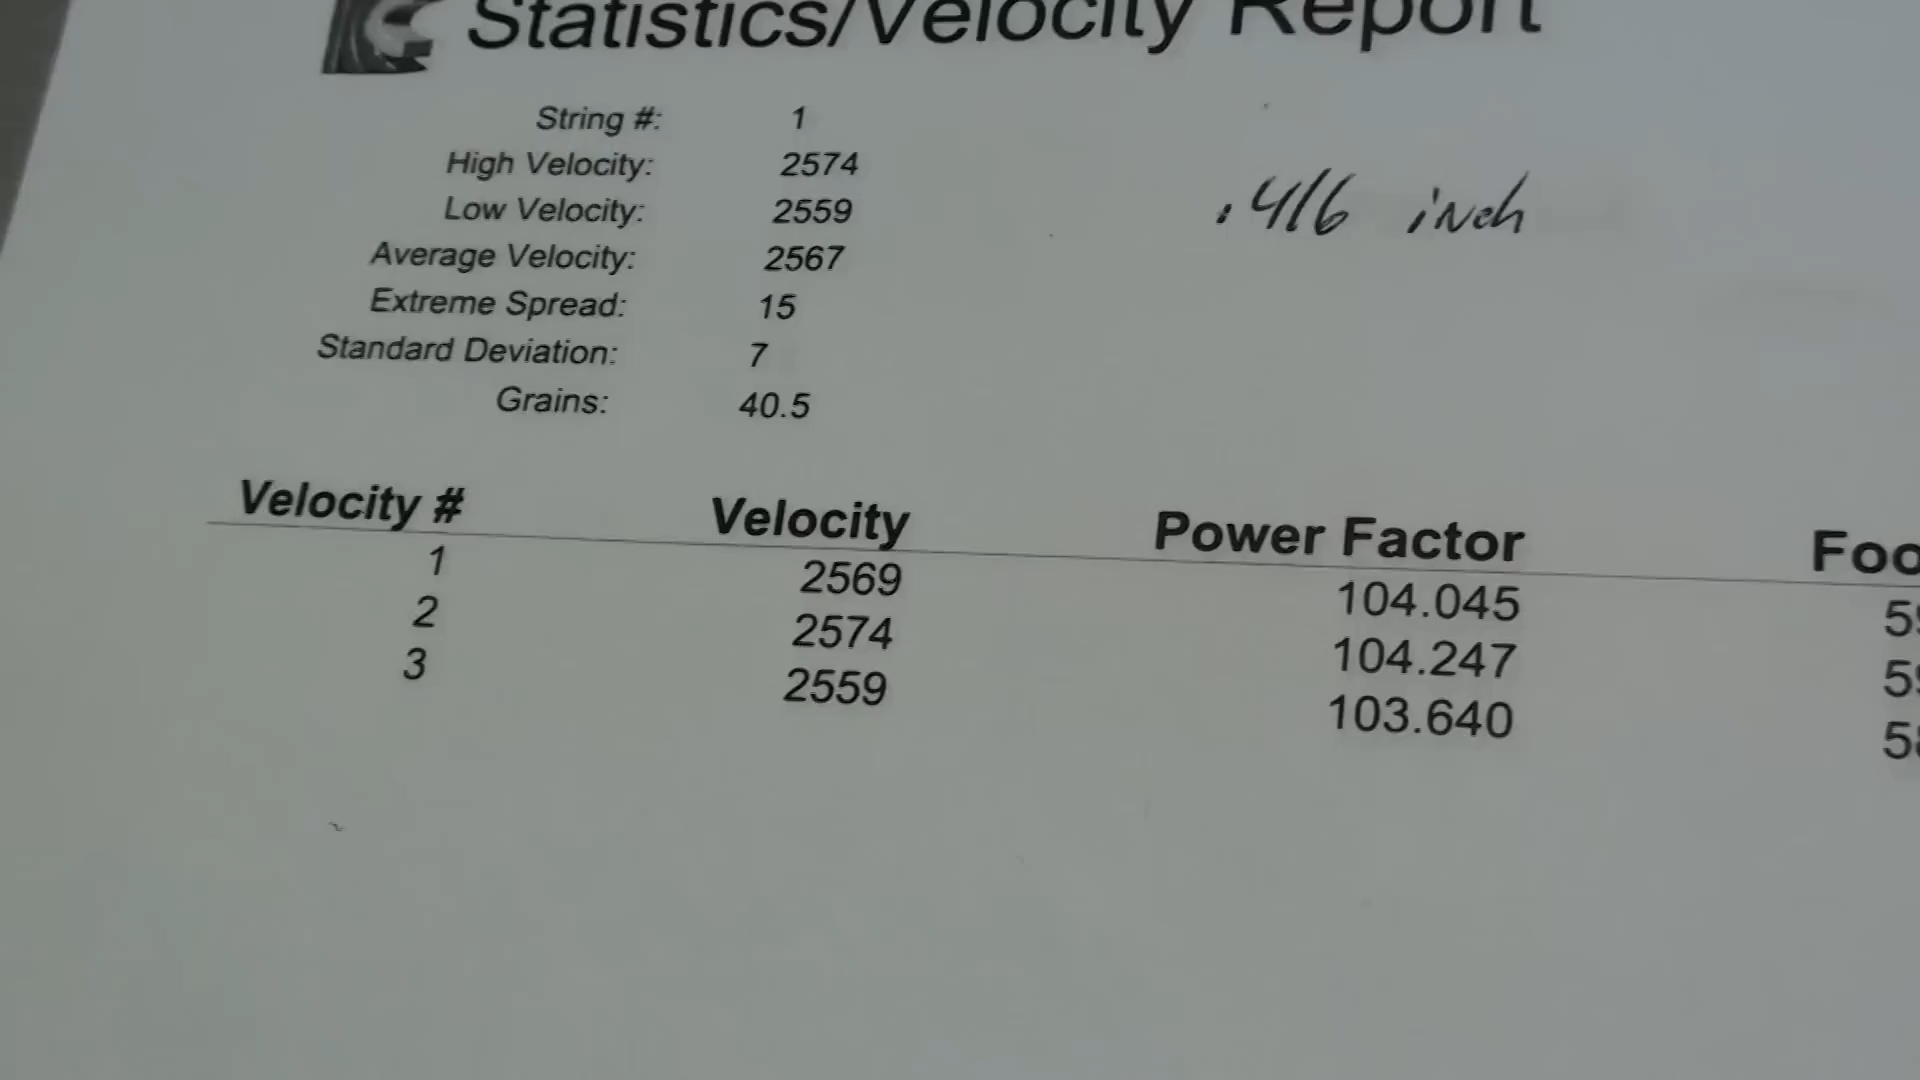 Statistics/Velocity Report
String #: 1
High Velocity: 2574
.416 inch
Low Velocity: 2559
Average Velocity: 2567
Extreme Spread: 15
Standard Deviation: 7
Grains: 40.5
Velocity # Velocity Power Factor
1 2569 104.045
2 2574 104.247
3 2559 103.640